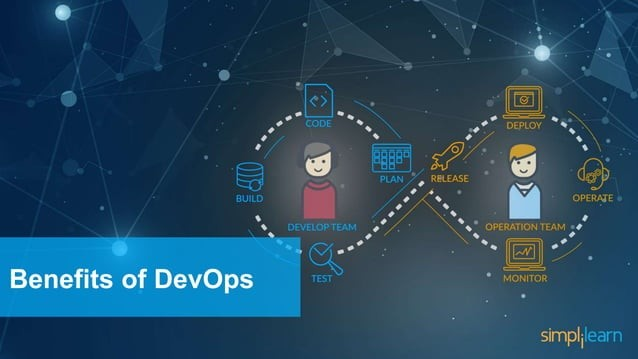 CODE
DEPLOY
PLAN
RELEASE
BUILD
OPERATE
DEVELOP TEAM
OPERATION TEAM
TEST
MONITOR
Benefits of DevOps
simplilearn